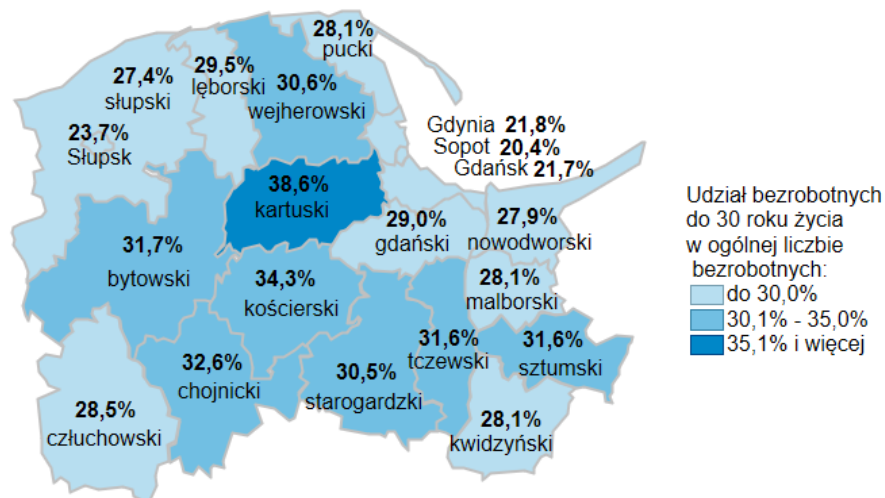 28,1%
pucki
29,5%
lęborski
27,4%
słupski
30,6%
wejherowski
23,7%
Słupsk
Gdynia 21,8%
Sopot 20,4%
Gdańsk 21,7%
38,6%
kartuski
29,0%
gdański
27,9%
nowodworski
31,7%
bytowski
34,3%
kościerski
28,1%
malborski
32,6%
chojnicki
30,5%
starogardzki
31,6%
tczewski
31,6%
sztumski
28,5%
człuchowski
28,1%
kwidzyński
Udział bezrobotnych
do 30 roku życia
w ogólnej liczbie
bezrobotnych:
do 30,0%
30,1% - 35,0%
35,1% i więcej